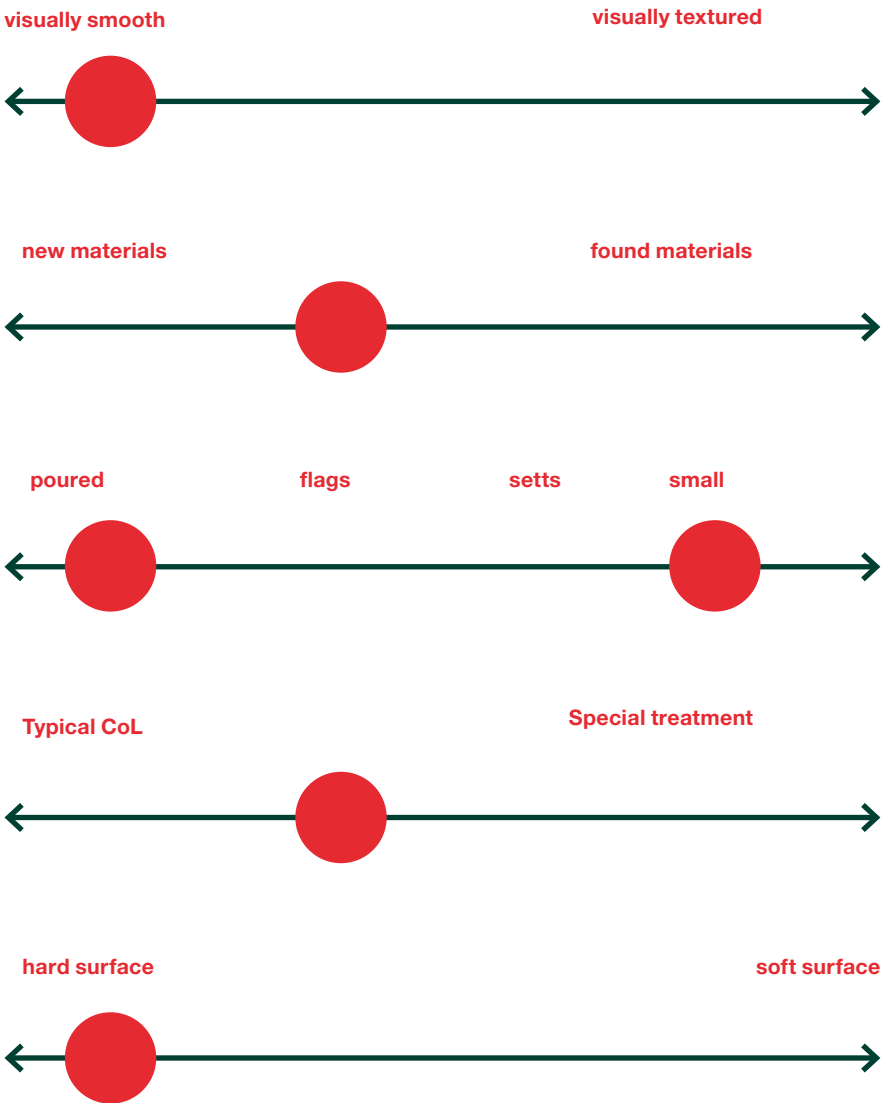 visually smooth
visually textured
new materials
found materials
poured
flags
setts
small
Typical CoL
Special treatment
hard surface
soft surface